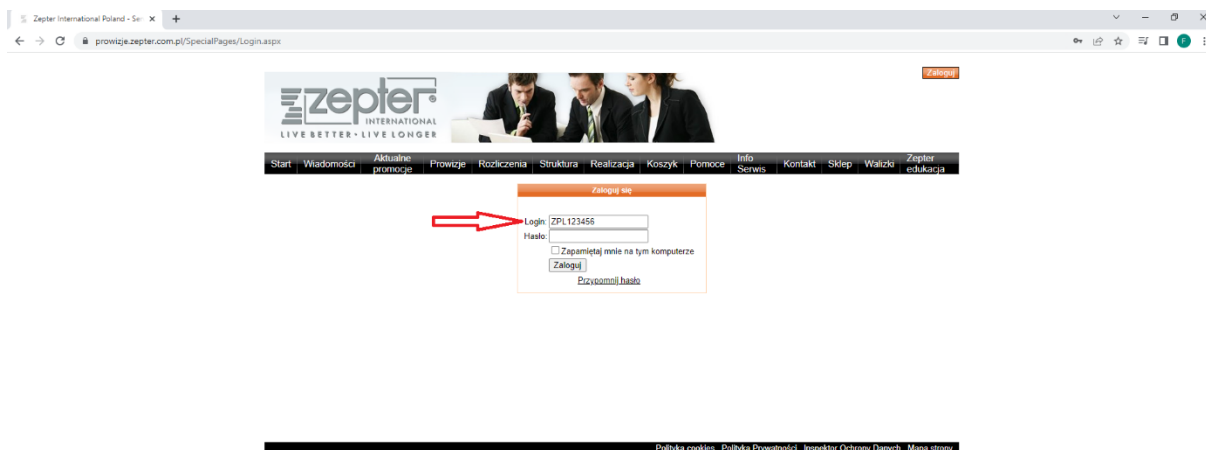 Zepter International Poland - Ser
prowizje.zepter.com.pl/SpecialPages/Login.aspx
F
Zaloguj
zepter®
INTERNATIONAL
LIVE BETTER • LIVE LONGER
Start Wiadomości Aktualne promocje Prowizje Rozliczenia Struktura Realizacja Koszyk Pomoce Info Serwis Kontakt Sklep Walizki Zepter edukacja
Zaloguj się
Login: ZPL123456
Hasło:
Zapamiętaj mnie na tym komputerze
Zaloguj
Przypomnij hasło
Polityka cookies Polityka Prywatności Inspektor Ochrony Danych Mapa strony